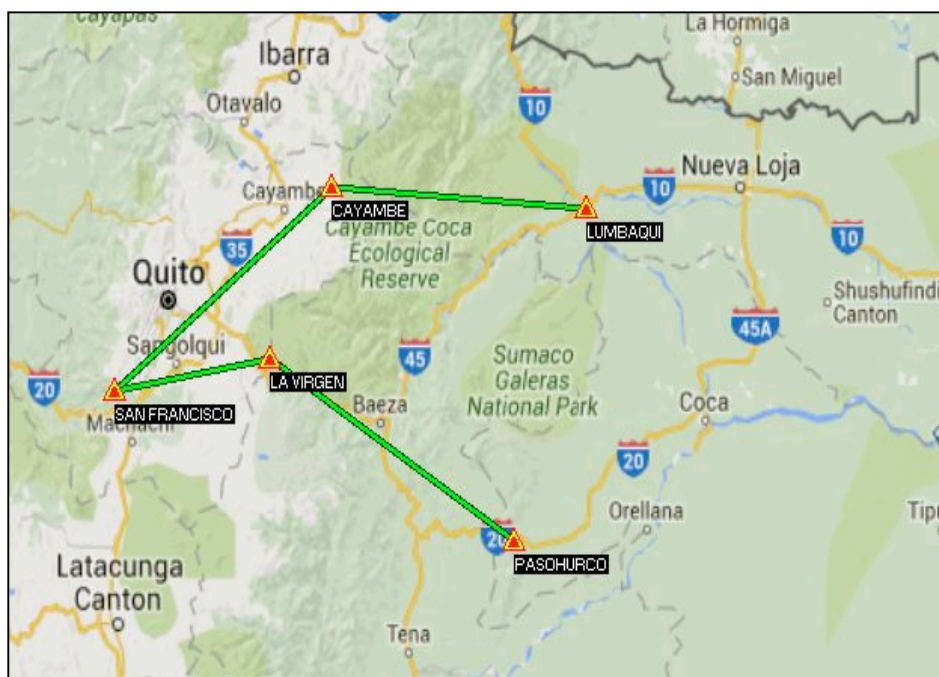 cayapas
La Hormiga
Ibarra
San Miguel
Otavalo
10
Nueva Loja
10
Cayambe
CAYAMBE
LUMBAQUI
Cayambe Coca
Ecological
Reserve
35
10
Quito
Shushufindi
Canton
45A
Sangolqui
45
Sumaco
Galeras
National Park
20
LA VIRGEN
SAN FRANCISCO
Baeza
Coca
Machachi
20
Orellana
20
PASOHURCO
Latacunga
Canton
Tena